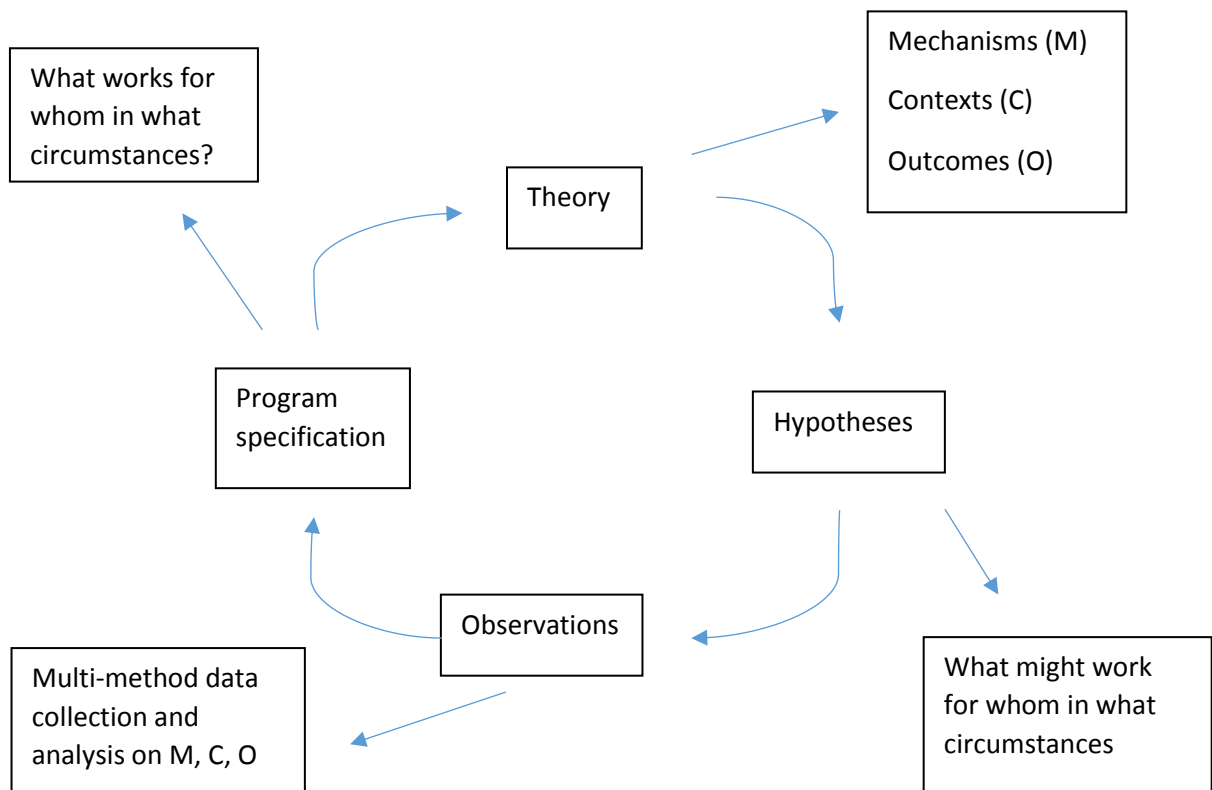 What works for
whom in what
circumstances?
Mechanisms (M)
Contexts (C)
Outcomes (O)
Theory
Program
specification
Hypotheses
Observations
Multi-method data
collection and
analysis on M, C, O
What might work
for whom in what
circumstances